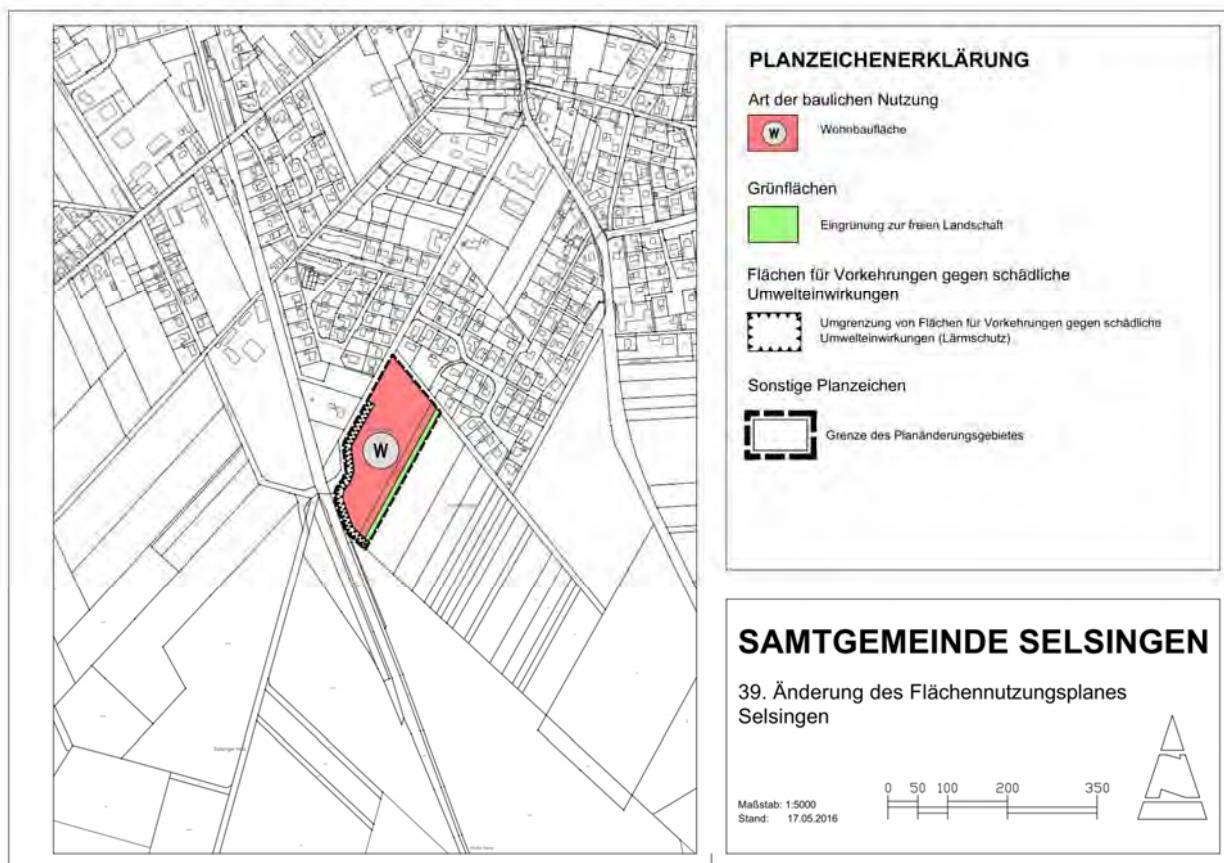 W
PLANZEICHENERKLÄRUNG
Art der baulichen Nutzung
W
Wohnbaufläche
Grünflächen
Eingrünung zur freien Landschaft
Flächen für Vorkehrungen gegen schädliche
Umwelteinwirkungen
Umgrenzung von Flächen für Vorkehrungen gegen schädliche
Umwelteinwirkungen (Lärmschutz)
Sonstige Planzeichen
Grenze des Planänderungsgebietes
SAMTGEMEINDE SELSINGEN
39. Änderung des Flächennutzungsplanes
Selsingen
0 50 100 200 350
Maßstab: 1:5000
Stand: 17.05.2016